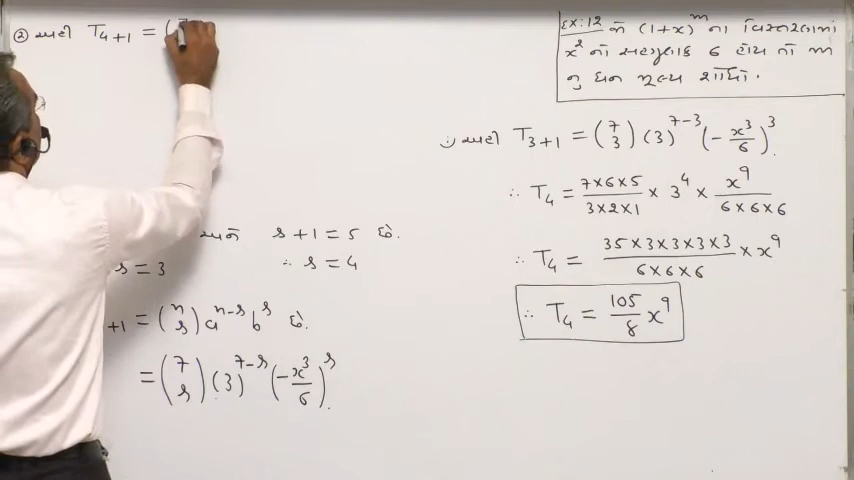 ② અહીં T₄₊₁ = (7
અને r + 1 = 5 છે.
r = 3 ∴ r = 4
+1 = (n r) a^(n-r) b^r છે.
= (7 r) (3)^(7-r) (-x³/6)^r .
Ex:12 જો (1+x)^m ના વિસ્તરણમાં
x² નો સહગુણક 6 હોય તો m
નું ધન મૂલ્ય શોધો.
અહીં T₃₊₁ = (7 3) (3)^(7-3) (-x³/6)^3 .
∴ T₄ = (7×6×5)/(3×2×1) × 3⁴ × x⁹/(6×6×6)
∴ T₄ = (35×3×3×3×3)/(6×6×6) × x⁹
∴ T₄ = 105/8 x⁹